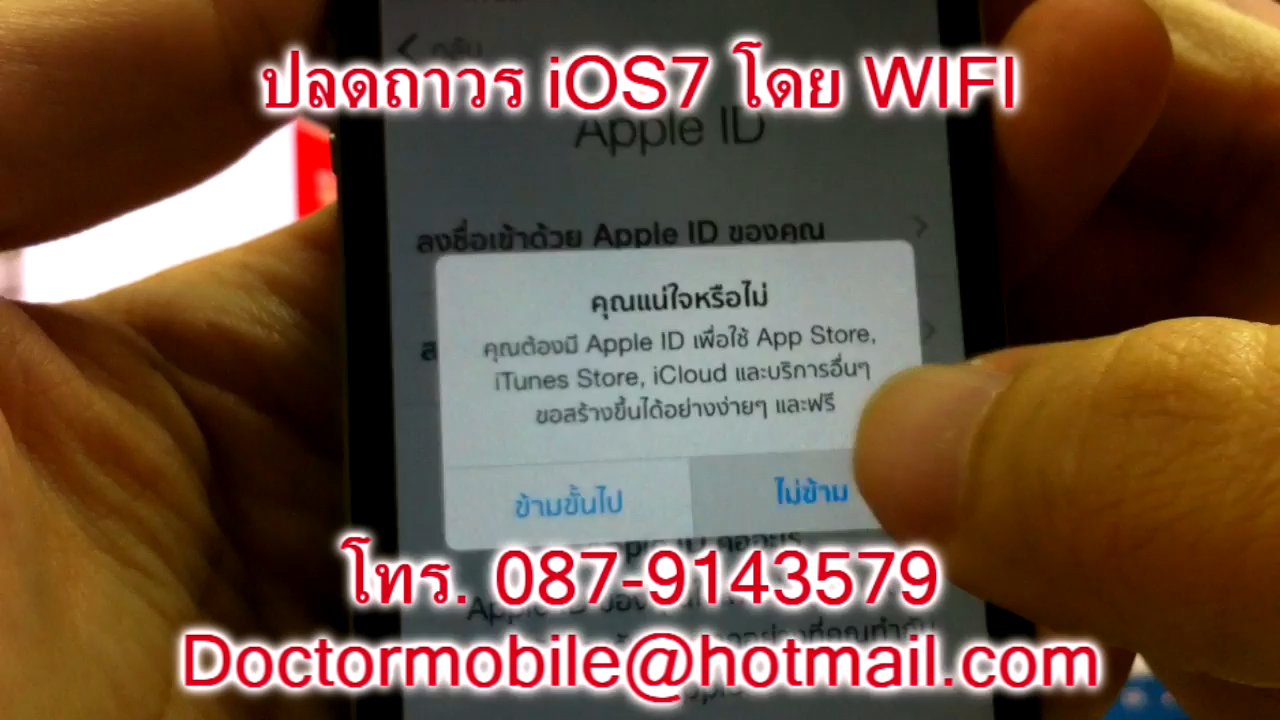 ปลดถาวร iOS7 โดย WIFI
Apple ID
ลงชื่อเข้าด้วย Apple ID ของคุณ
คุณแน่ใจหรือไม่
คุณต้องมี Apple ID เพื่อใช้ App Store,
iTunes Store, iCloud และบริการอื่นๆ
ขอสร้างขึ้นได้อย่างง่ายๆ และฟรี
ข้ามขั้นไป ไม่ข้าม
โทร. 087-9143579
Apple ID
Doctormobile@hotmail.com